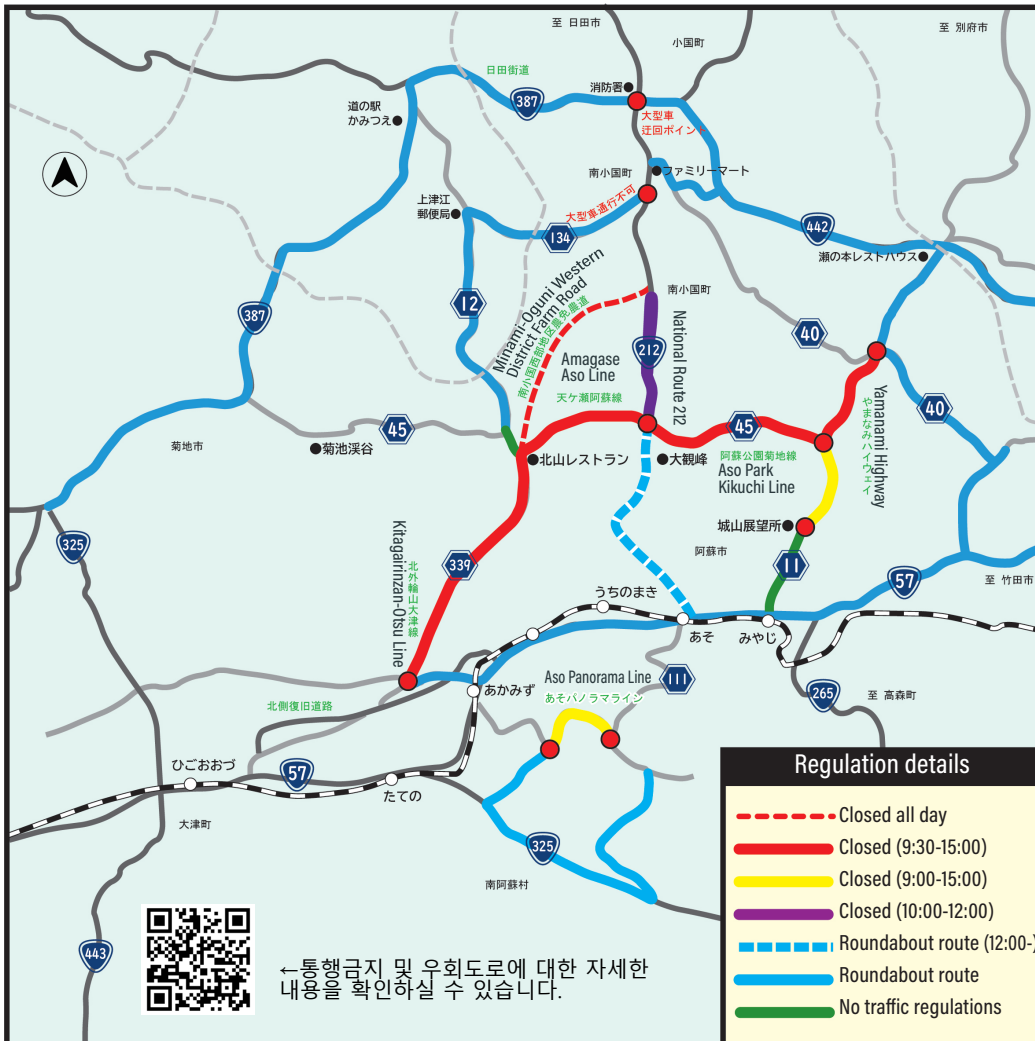 至 日田市
小国町
至 別府市
日田街道
消防署
387
道の駅
かみつえ
大型車
迂回ポイント
南小国町
ファミリーマート
上津江
郵便局
大型車通行不可
134
442
瀬の本レストハウス
12
387
Minami-Oguni Western
District Farm Road
南小国西部地区農免農道
南小国町
212
National Route 212
40
Amagase
Aso Line
天ケ瀬阿蘇線
40
Yamanami Highway
やまなみハイウェイ
45
45
菊地市
菊池渓谷
北山レストラン
大観峰
阿蘇公園菊地線
Aso Park
Kikuchi Line
城山展望所
325
阿蘇市
339
北外輪山大津線
Kitagairinzan-Otsu Line
11
57
至 竹田市
うちのまき
あそ
みやじ
Aso Panorama Line
あそパノラマライン
111
あかみず
265
至 高森町
北側復旧道路
ひごおおづ
57
たての
大津町
325
南阿蘇村
443
←통행금지 및 우회도로에 대한 자세한
내용을 확인하실 수 있습니다.
Regulation details
Closed all day
Closed (9:30-15:00)
Closed (9:00-15:00)
Closed (10:00-12:00)
Roundabout route (12:00-)
Roundabout route
No traffic regulations